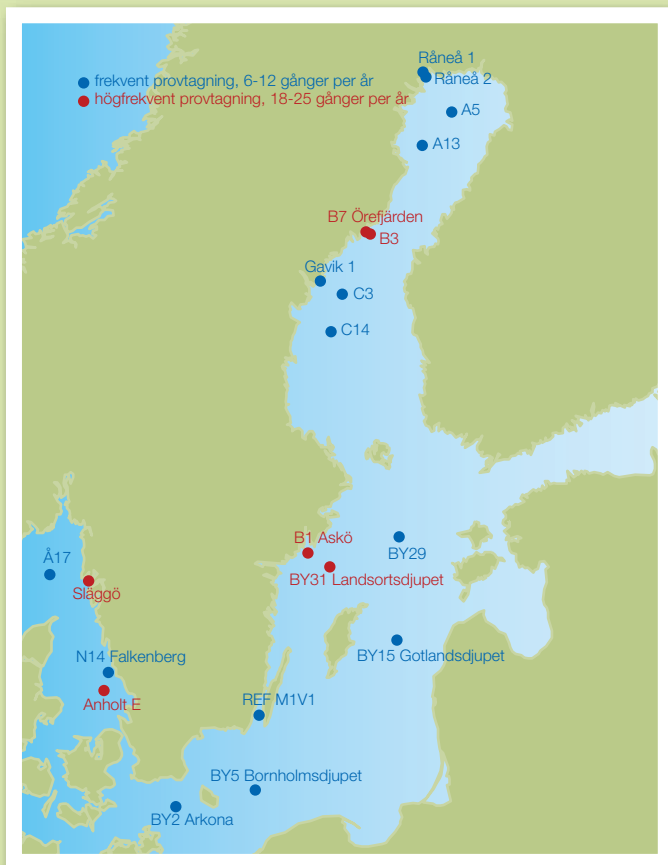 frekvent provtagning, 6-12 gånger per år
högfrekvent provtagning, 18-25 gånger per år
Råneå 1
Råneå 2
A5
A13
B7 Örefjärden
B3
Gavik 1
C3
C14
B1 Askö
BY29
BY31 Landsortsdjupet
Å17
Släggö
N14 Falkenberg
Anholt E
BY15 Gotlandsdjupet
REF M1V1
BY5 Bornholmsdjupet
BY2 Arkona